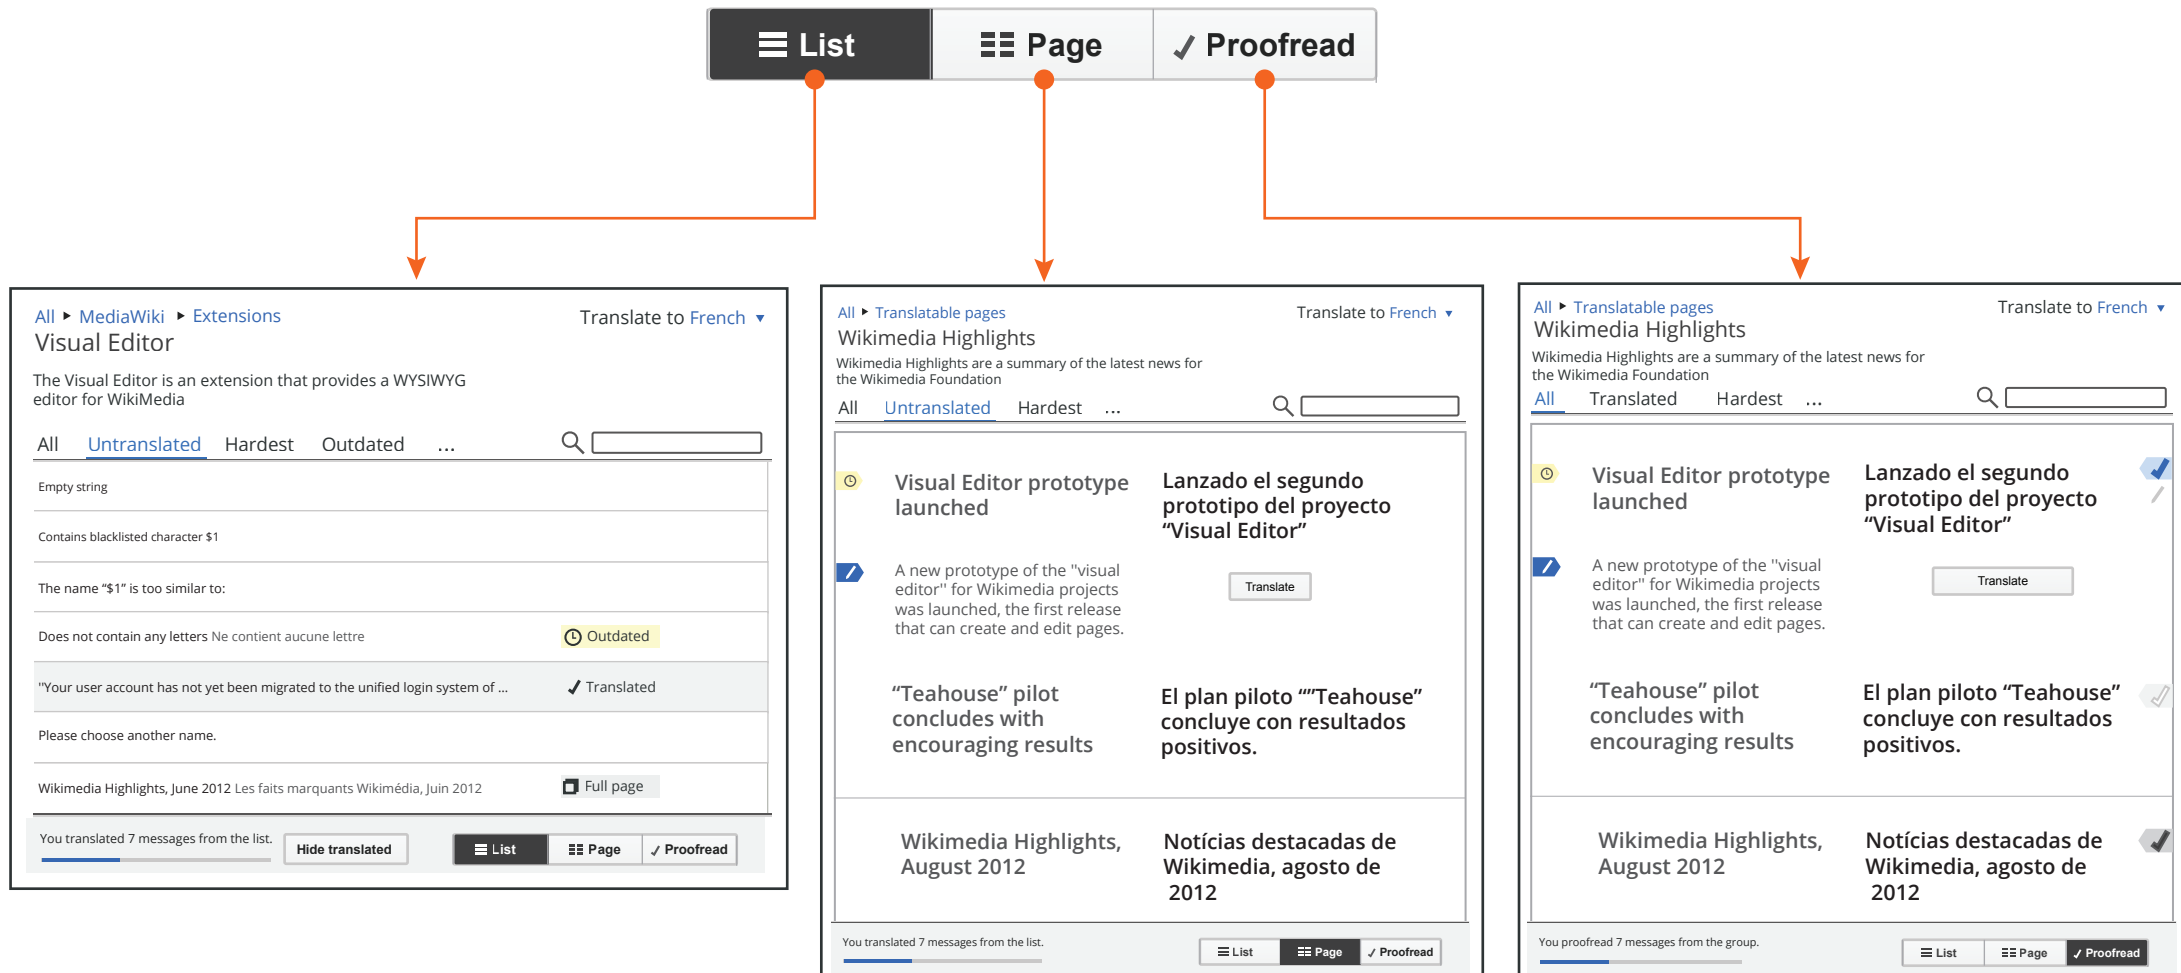 List
Page
Proofread
All ▸ MediaWiki ▸ Extensions
Translate to French ▾
Visual Editor
The Visual Editor is an extension that provides a WYSIWYG
editor for WikiMedia
All Untranslated Hardest Outdated ...
Empty string
Contains blacklisted character $1
The name “$1” is too similar to:
Does not contain any letters Ne contient aucune lettre
Outdated
"Your user account has not yet been migrated to the unified login system of ...
Translated
Please choose another name.
Wikimedia Highlights, June 2012 Les faits marquants Wikimédia, Juin 2012
Full page
You translated 7 messages from the list.
Hide translated
List
Page
Proofread
All ▸ Translatable pages
Translate to French ▾
Wikimedia Highlights
Wikimedia Highlights are a summary of the latest news for
the Wikimedia Foundation
All Untranslated Hardest ...
Visual Editor prototype
launched
Lanzado el segundo
prototipo del proyecto
“Visual Editor”
A new prototype of the "visual
editor" for Wikimedia projects
was launched, the first release
that can create and edit pages.
Translate
“Teahouse” pilot
concludes with
encouraging results
El plan piloto “”Teahouse”
concluye con resultados
positivos.
Wikimedia Highlights,
August 2012
Notícias destacadas de
Wikimedia, agosto de
2012
You translated 7 messages from the list.
List
Page
Proofread
All ▸ Translatable pages
Translate to French ▾
Wikimedia Highlights
Wikimedia Highlights are a summary of the latest news for
the Wikimedia Foundation
All Translated Hardest ...
Visual Editor prototype
launched
Lanzado el segundo
prototipo del proyecto
“Visual Editor”
A new prototype of the "visual
editor" for Wikimedia projects
was launched, the first release
that can create and edit pages.
Translate
“Teahouse” pilot
concludes with
encouraging results
El plan piloto “Teahouse”
concluye con resultados
positivos.
Wikimedia Highlights,
August 2012
Notícias destacadas de
Wikimedia, agosto de
2012
You proofread 7 messages from the group.
List
Page
Proofread